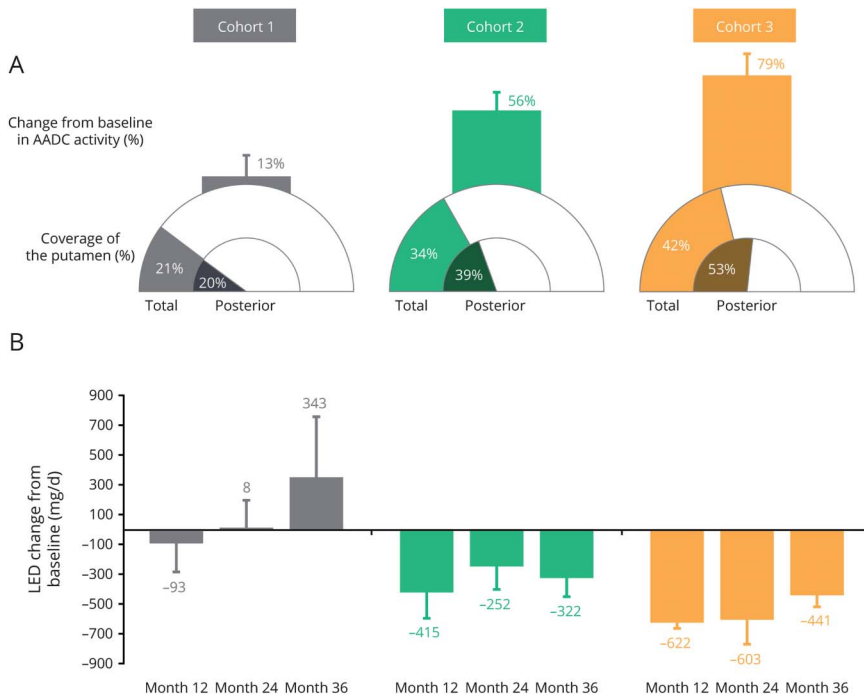 Cohort 1 Cohort 2 Cohort 3
A
Change from baseline
in AADC activity (%)
13% 56% 79%
Coverage of
the putamen (%)
21% 20% 34% 39% 42% 53%
Total Posterior Total Posterior Total Posterior
B
LED change from
baseline (mg/d)
900
700
500
300
100
–100
–300
–500
–700
–900
–93 8 343
–415 –252 –322
–622 –603 –441
Month 12 Month 24 Month 36 Month 12 Month 24 Month 36 Month 12 Month 24 Month 36